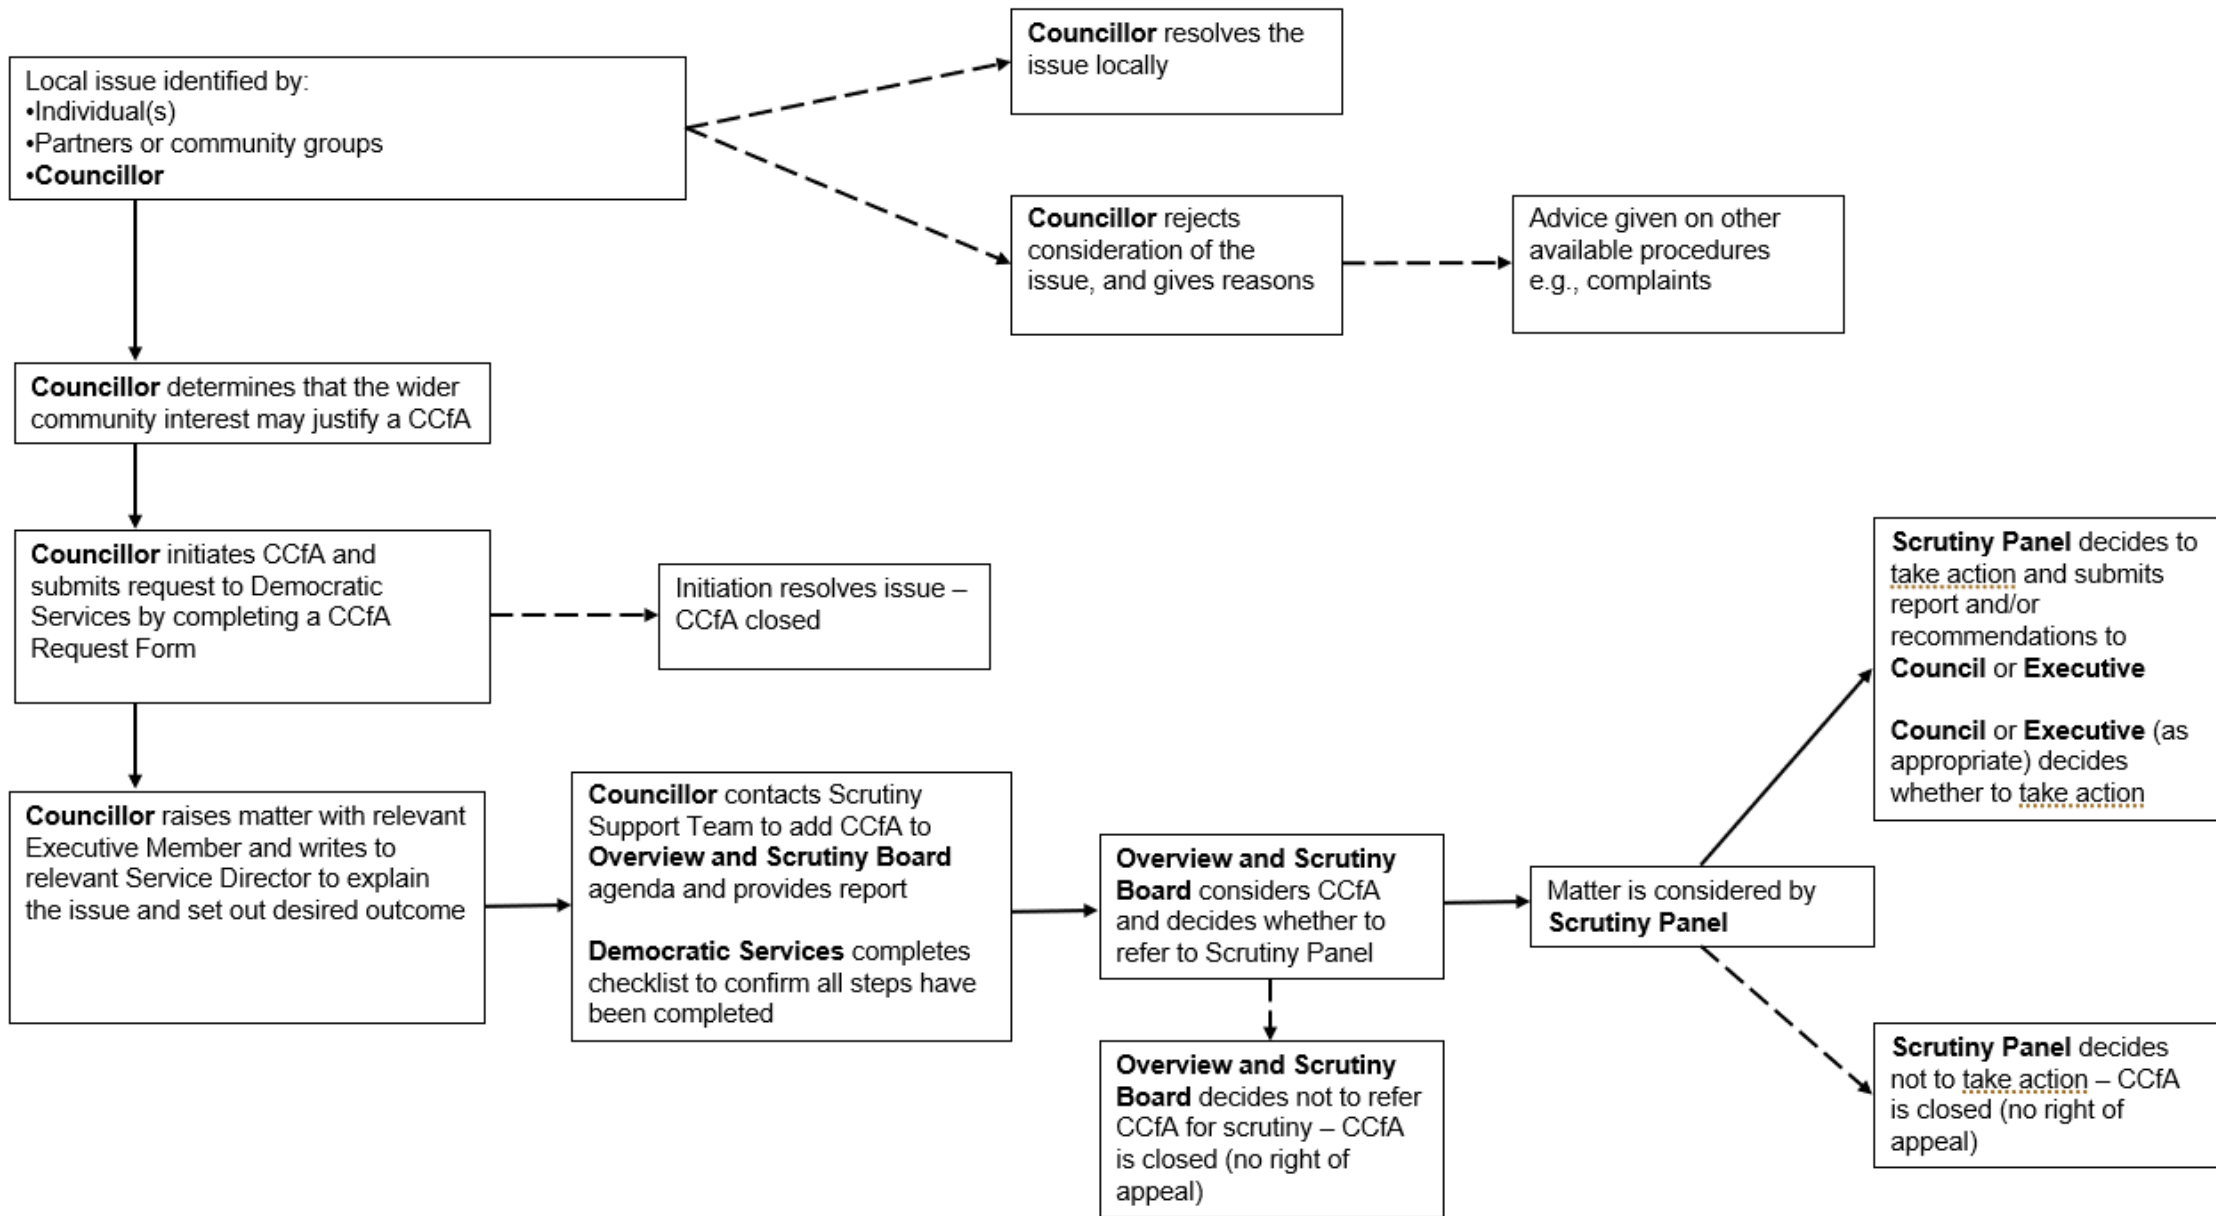 Local issue identified by:
•Individual(s)
•Partners or community groups
•Councillor
Councillor resolves the
issue locally
Councillor rejects
consideration of the
issue, and gives reasons
Advice given on other
available procedures
e.g., complaints
Councillor determines that the wider
community interest may justify a CCfA
Councillor initiates CCfA and
submits request to Democratic
Services by completing a CCfA
Request Form
Initiation resolves issue –
CCfA closed
Councillor raises matter with relevant
Executive Member and writes to
relevant Service Director to explain
the issue and set out desired outcome
Councillor contacts Scrutiny
Support Team to add CCfA to
Overview and Scrutiny Board
agenda and provides report
Democratic Services completes
checklist to confirm all steps have
been completed
Overview and Scrutiny
Board considers CCfA
and decides whether to
refer to Scrutiny Panel
Overview and Scrutiny
Board decides not to refer
CCfA for scrutiny – CCfA
is closed (no right of
appeal)
Matter is considered by
Scrutiny Panel
Scrutiny Panel decides to
take action and submits
report and/or
recommendations to
Council or Executive
Council or Executive (as
appropriate) decides
whether to take action
Scrutiny Panel decides
not to take action – CCfA
is closed (no right of
appeal)